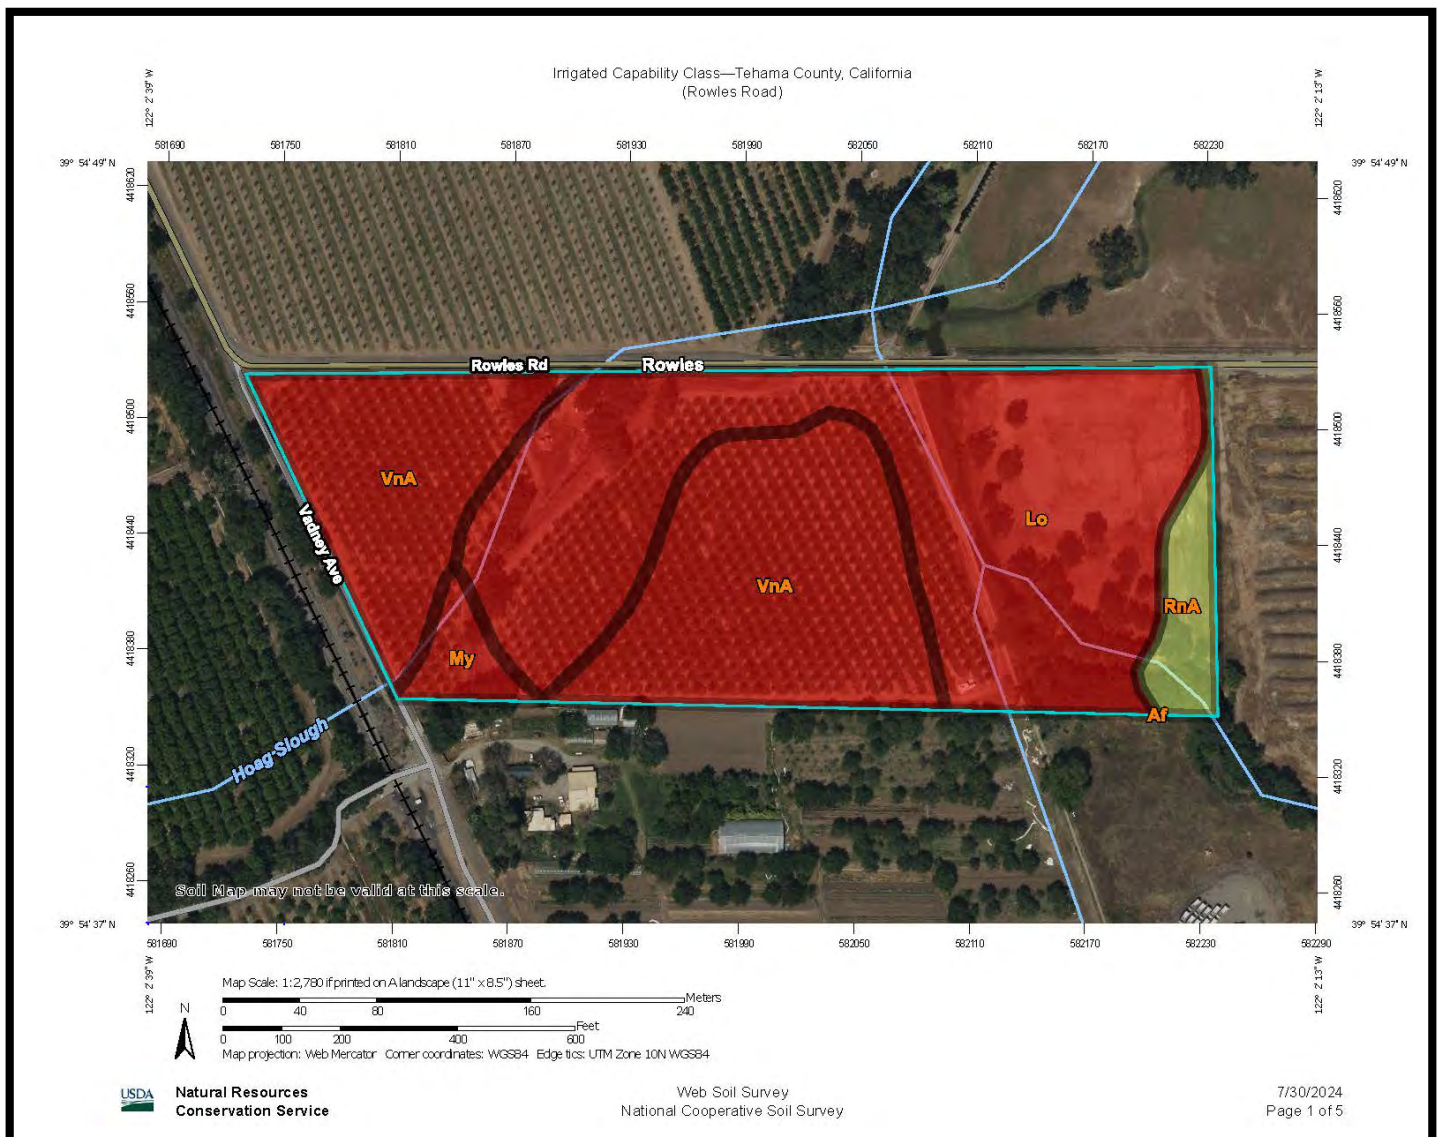 Irrigated Capability Class—Tehama County, California
(Rowles Road)
122° 2' 39" W
122° 2' 13" W
39° 54' 49" N
581690 581750 581810 581870 581930 581990 582050 582110 582170 582230
39° 54' 49" N
4418620
4418620
4418560
4418560
Rowles Rd
Rowles
4418500
4418500
VnA
Vadney Ave
4418440
4418440
Lo
VnA
RnA
My
4418380
4418380
Af
Hoag Slough
4418320
4418320
4418260
4418260
Soil Map may not be valid at this scale.
39° 54' 37" N
39° 54' 37" N
581690 581750 581810 581870 581930 581990 582050 582110 582170 582230 582290
122° 2' 39" W
122° 2' 13" W
Map Scale: 1:2,780 if printed on A landscape (11" x 8.5") sheet.
N
Meters
0 40 80 160 240
Feet
0 100 200 400 600
Map projection: Web Mercator Corner coordinates: WGS84 Edge tics: UTM Zone 10N WGS84
USDA
Natural Resources
Conservation Service
Web Soil Survey
National Cooperative Soil Survey
7/30/2024
Page 1 of 5